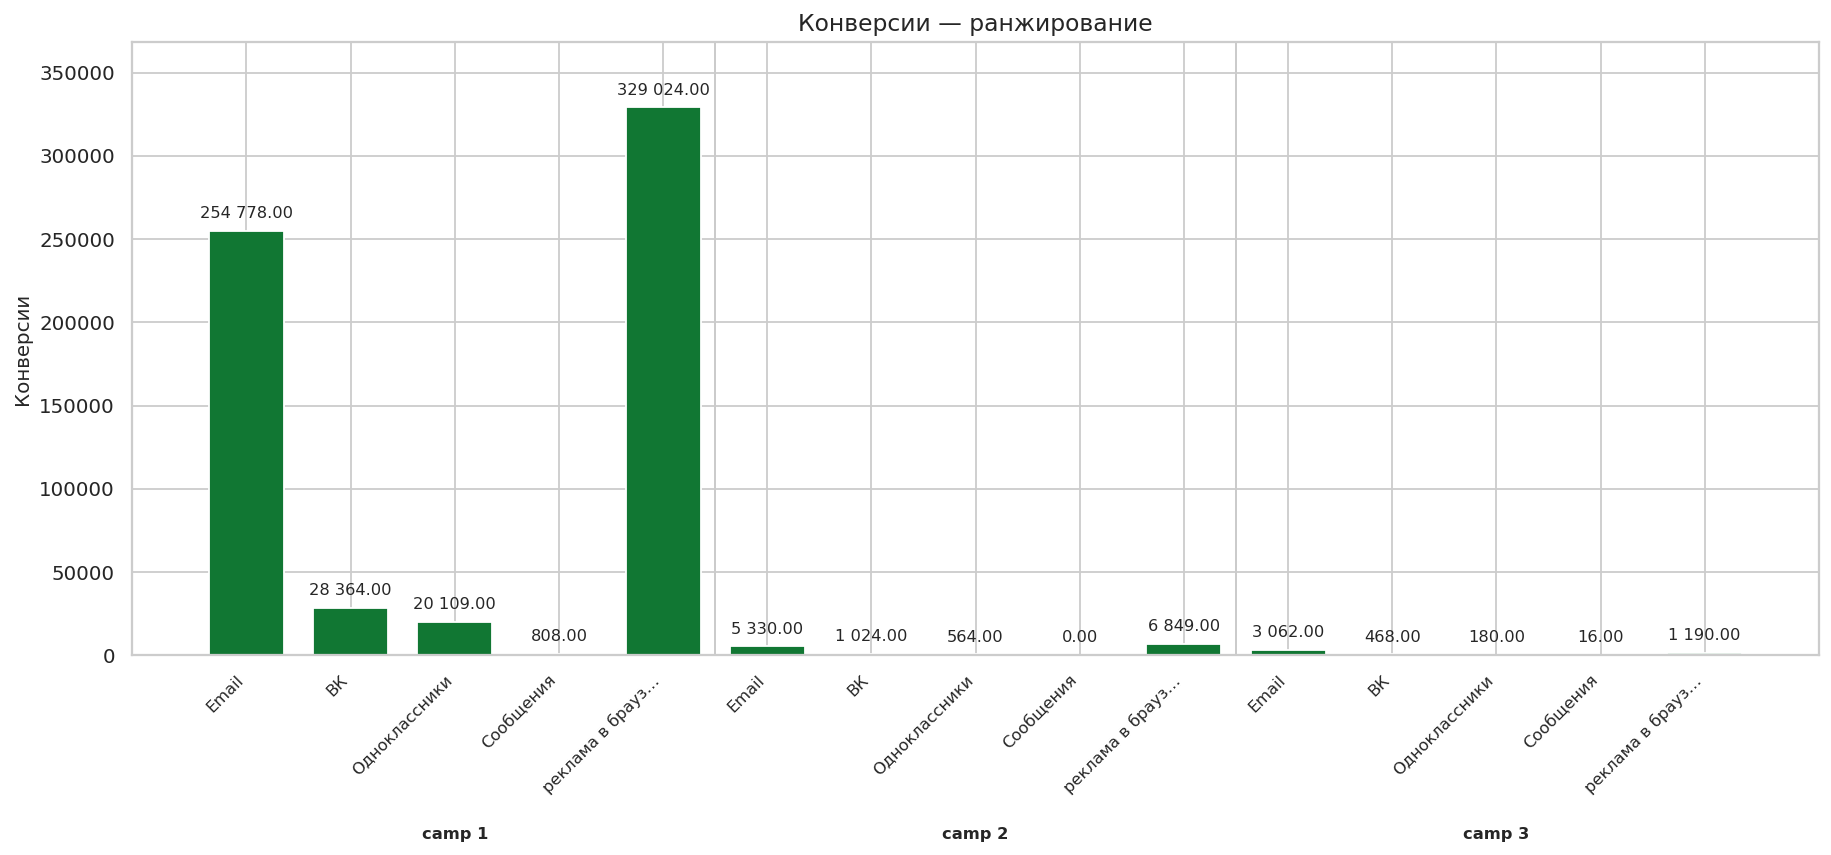 Конверсии — ранжирование
Конверсии
350000
300000
250000
200000
150000
100000
50000
0
254 778.00
28 364.00
20 109.00
808.00
329 024.00
5 330.00
1 024.00
564.00
0.00
6 849.00
3 062.00
468.00
180.00
16.00
1 190.00
Email
ВК
Одноклассники
Сообщения
реклама в брауз...
Email
ВК
Одноклассники
Сообщения
реклама в брауз...
Email
ВК
Одноклассники
Сообщения
реклама в брауз...
camp 1
camp 2
camp 3